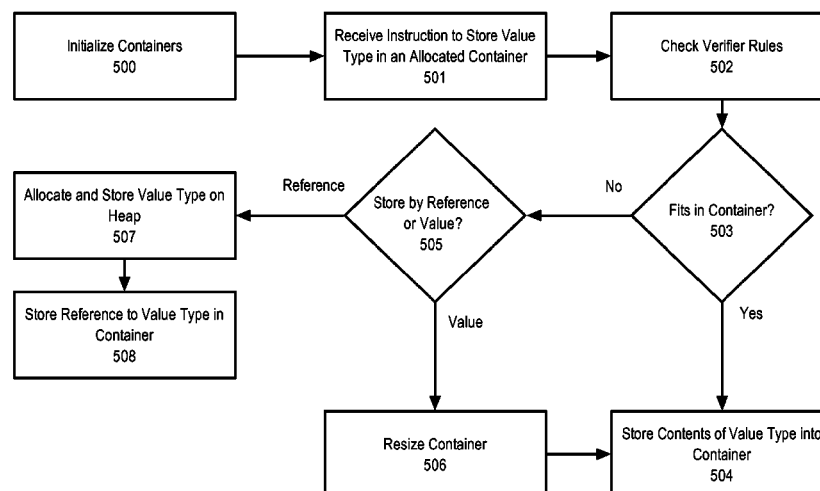 Initialize Containers
500
Receive Instruction to Store Value
Type in an Allocated Container
501
Check Verifier Rules
502
Fits in Container?
503
No
Yes
Store by Reference
or Value?
505
Reference
Value
Allocate and Store Value Type on
Heap
507
Store Reference to Value Type in
Container
508
Resize Container
506
Store Contents of Value Type into
Container
504